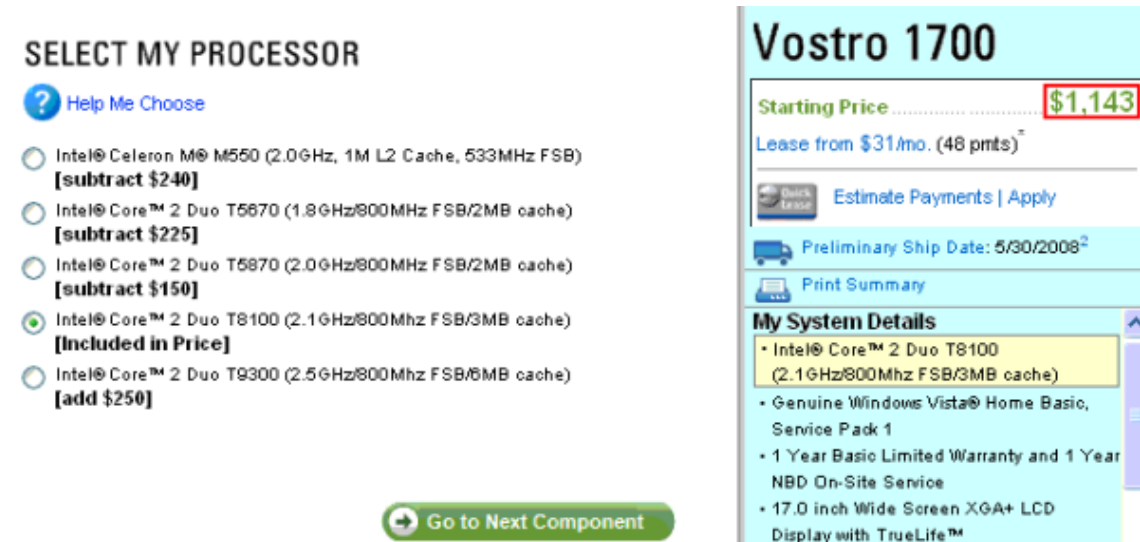 SELECT MY PROCESSOR
? Help Me Choose
Intel® Celeron M® M550 (2.0GHz, 1M L2 Cache, 533MHz FSB)
[subtract $240]
Intel® Core™ 2 Duo T5670 (1.8GHz/800MHz FSB/2MB cache)
[subtract $225]
Intel® Core™ 2 Duo T5870 (2.0GHz/800MHz FSB/2MB cache)
[subtract $150]
Intel® Core™ 2 Duo T8100 (2.1GHz/800Mhz FSB/3MB cache)
[Included in Price]
Intel® Core™ 2 Duo T9300 (2.5GHz/800Mhz FSB/6MB cache)
[add $250]
Go to Next Component
Vostro 1700
Starting Price ...................... $1,143
Lease from $31/mo. (48 pmts)
Quick Lease Estimate Payments | Apply
Preliminary Ship Date: 5/30/2008²
Print Summary
My System Details
• Intel® Core™ 2 Duo T8100
(2.1GHz/800Mhz FSB/3MB cache)
• Genuine Windows Vista® Home Basic,
Service Pack 1
• 1 Year Basic Limited Warranty and 1 Year
NBD On-Site Service
• 17.0 inch Wide Screen XGA+ LCD
Display with TrueLife™